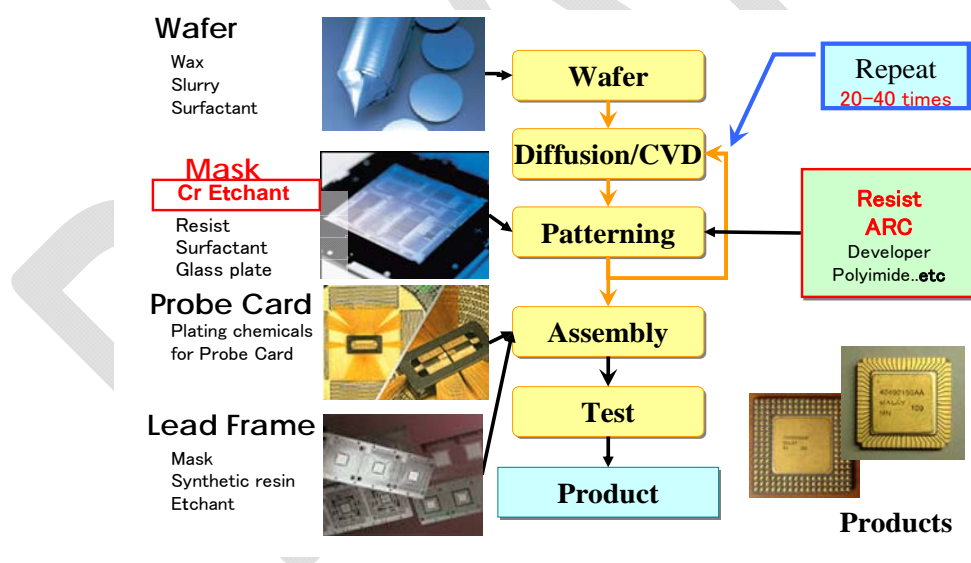 Wafer
Wax
Slurry
Surfactant
Mask
Cr Etchant
Resist
Surfactant
Glass plate
Probe Card
Plating chemicals
for Probe Card
Lead Frame
Mask
Synthetic resin
Etchant
Wafer
Diffusion/CVD
Patterning
Assembly
Test
Product
Repeat
20-40 times
Resist
ARC
Developer
Polyimide..etc
MALAY
Products